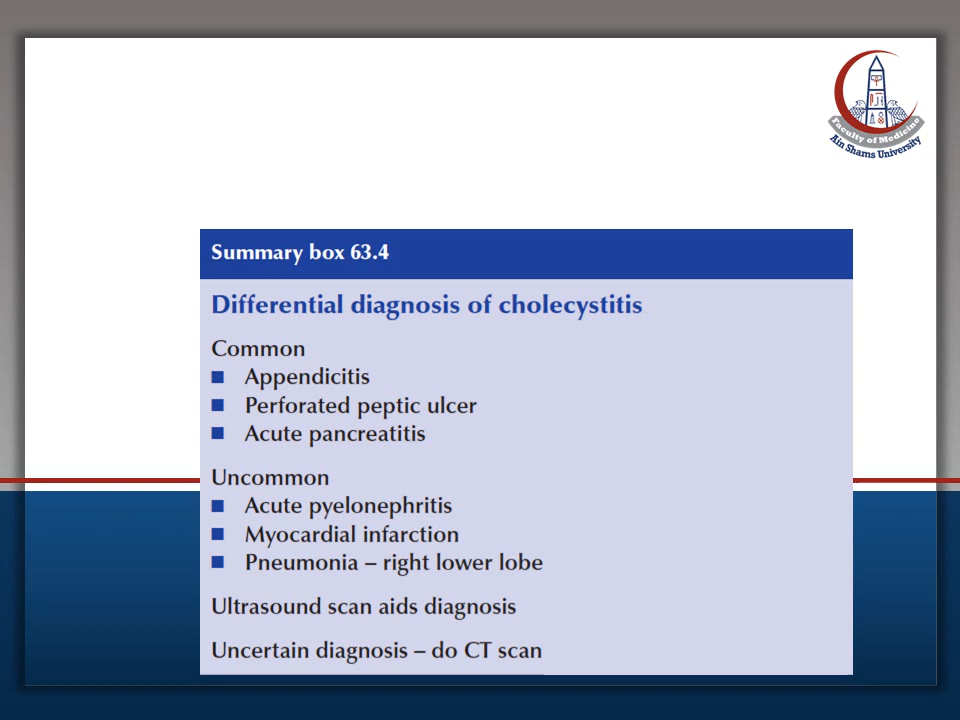 Faculty of Medicine
Ain Shams University
Summary box 63.4
Differential diagnosis of cholecystitis
Common
■ Appendicitis
■ Perforated peptic ulcer
■ Acute pancreatitis
Uncommon
■ Acute pyelonephritis
■ Myocardial infarction
■ Pneumonia – right lower lobe
Ultrasound scan aids diagnosis
Uncertain diagnosis – do CT scan